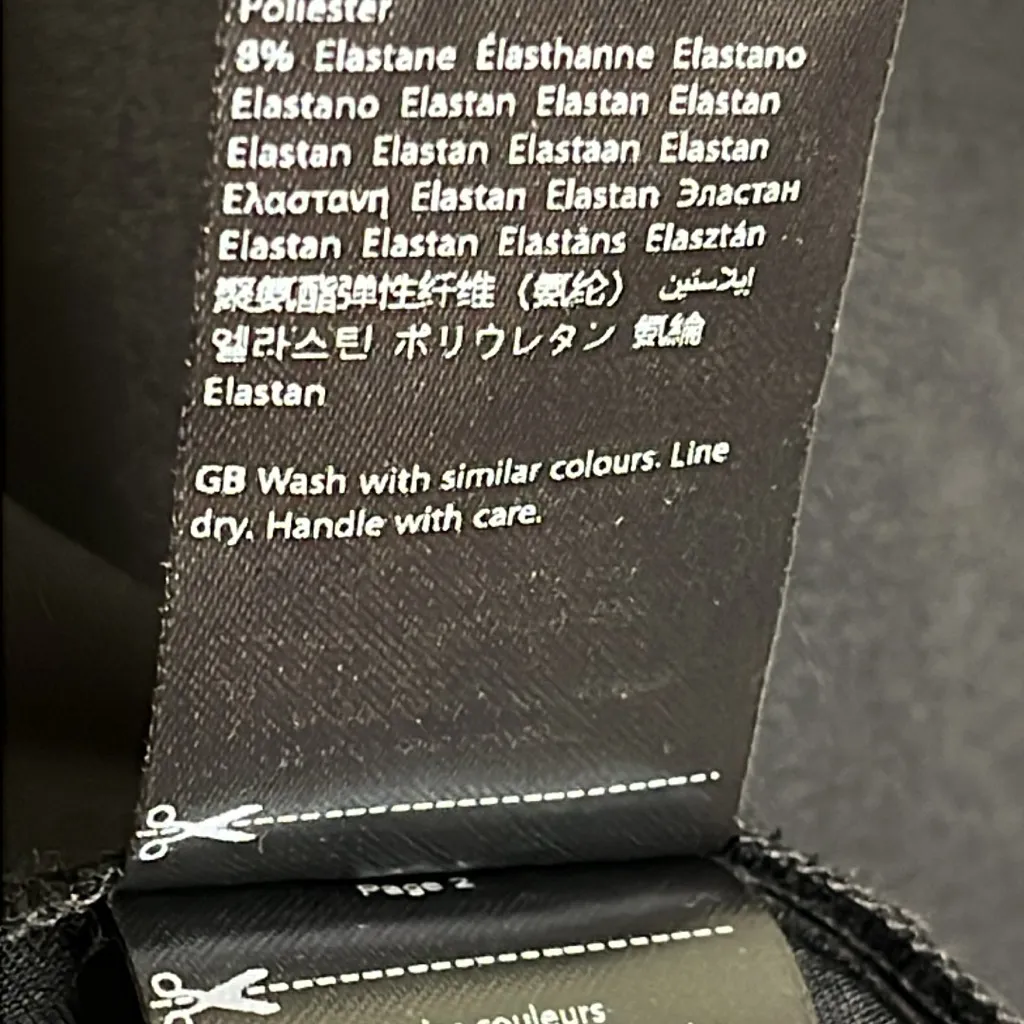 Poliester
8% Elastane Élasthanne Elastano
Elastano Elastan Elastan Elastan
Elastan Elastan Elastaan Elastan
Ελαστανη Elastan Elastan Эластан
Elastan Elastan Elastāns Elasztán
聚氨酯弹性纤维（氨纶） إيلاستين
엘라스틴 ポリウレタン 氨綸
Elastan
GB Wash with similar colours. Line
dry. Handle with care.
Page 2
couleurs